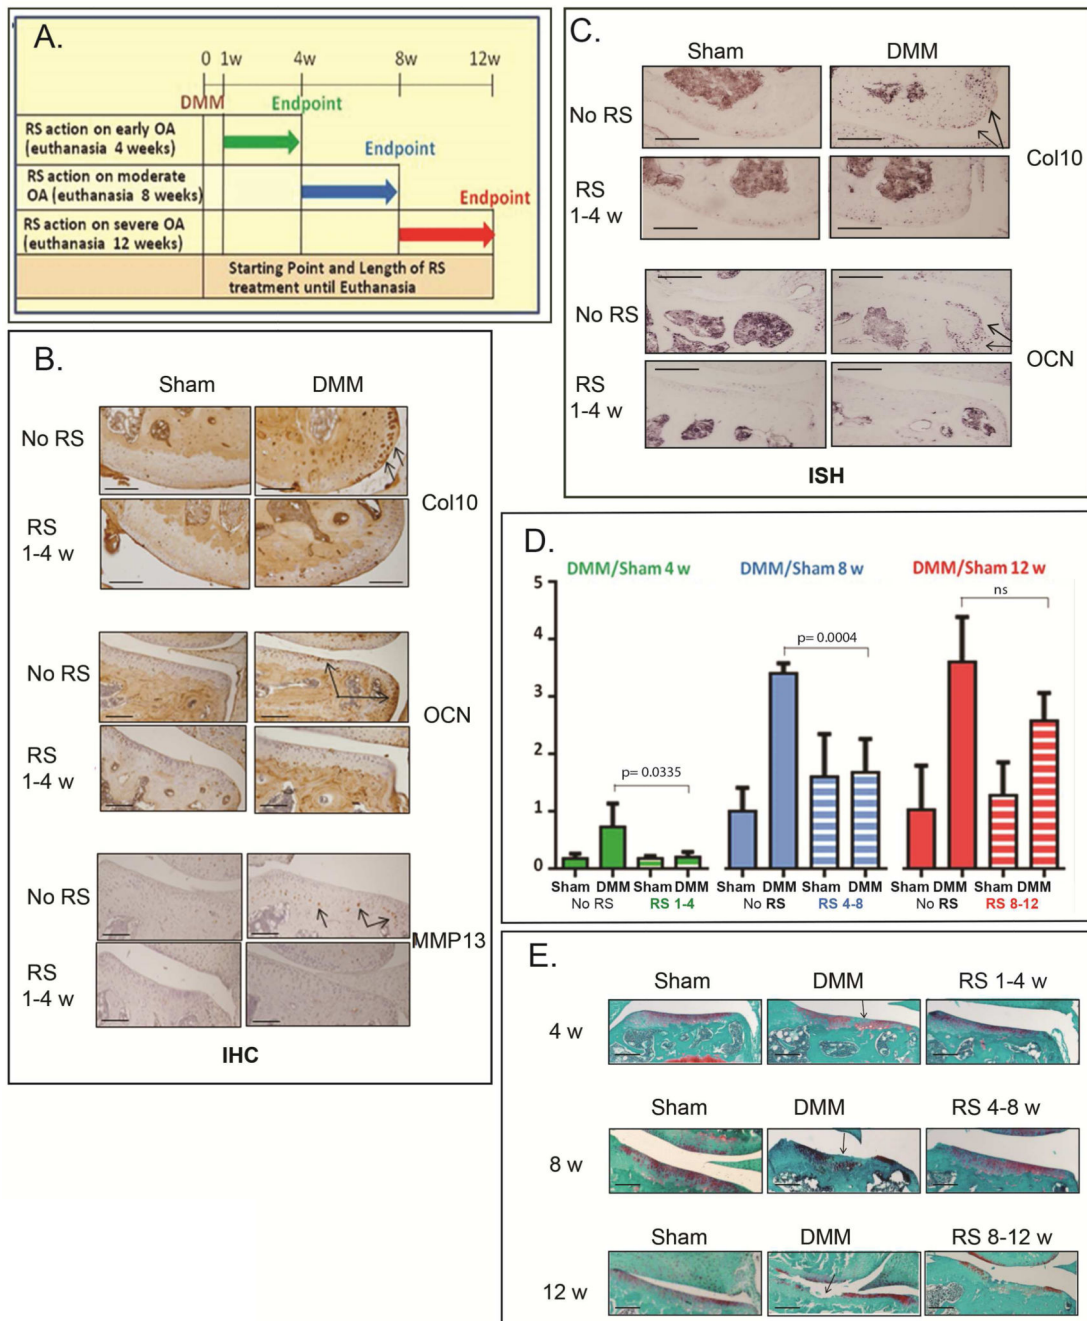 A.
0 1w 4w 8w 12w
DMM Endpoint
RS action on early OA
(euthanasia 4 weeks)
Endpoint
RS action on moderate
OA (euthanasia 8 weeks)
Endpoint
RS action on severe OA
(euthanasia 12 weeks)
Starting Point and Length of RS
treatment until Euthanasia
B.
Sham DMM
No RS
Col10
RS
1-4 w
No RS
OCN
RS
1-4 w
No RS
MMP13
RS
1-4 w
IHC
C.
Sham DMM
No RS
Col10
RS
1-4 w
No RS
OCN
RS
1-4 w
ISH
D.
DMM/Sham 4 w DMM/Sham 8 w DMM/Sham 12 w
5
4
3
2
1
0
p= 0.0335
p= 0.0004
ns
Sham DMM Sham DMM Sham DMM Sham DMM Sham DMM Sham DMM
No RS RS 1-4 No RS RS 4-8 No RS RS 8-12
E.
Sham DMM RS 1-4 w
4 w
Sham DMM RS 4-8 w
8 w
Sham DMM RS 8-12 w
12 w